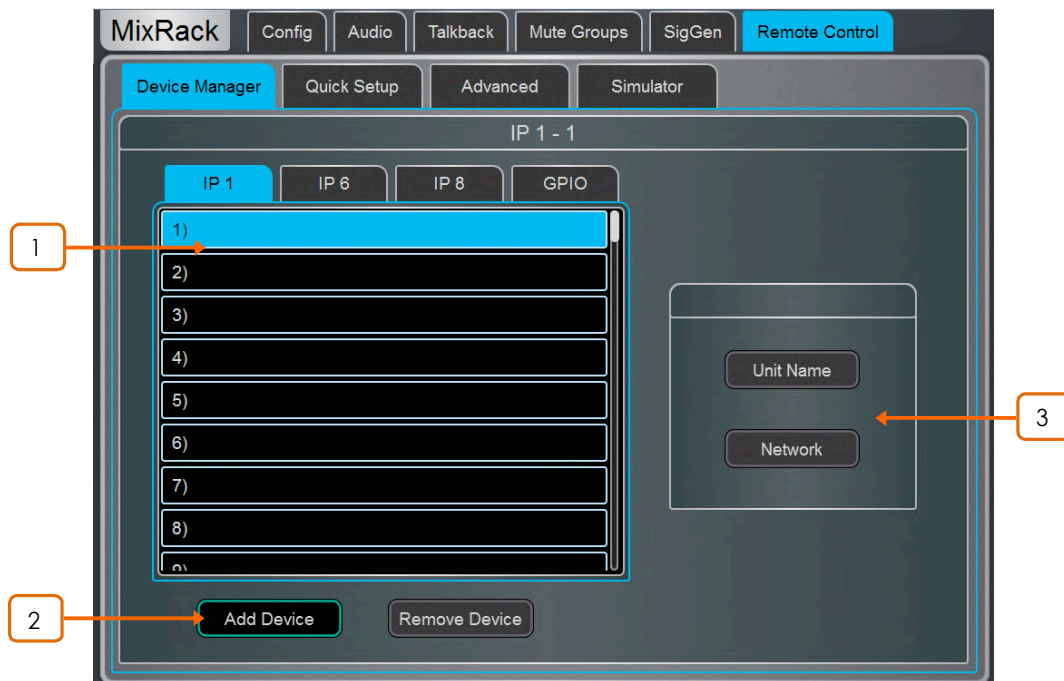 MixRack Config Audio Talkback Mute Groups SigGen Remote Control
Device Manager Quick Setup Advanced Simulator
IP 1 - 1
IP 1 IP 6 IP 8 GPIO
1
1)
2)
3)
4)
5)
6)
7)
8)
9)
Unit Name
3
Network
2
Add Device Remove Device